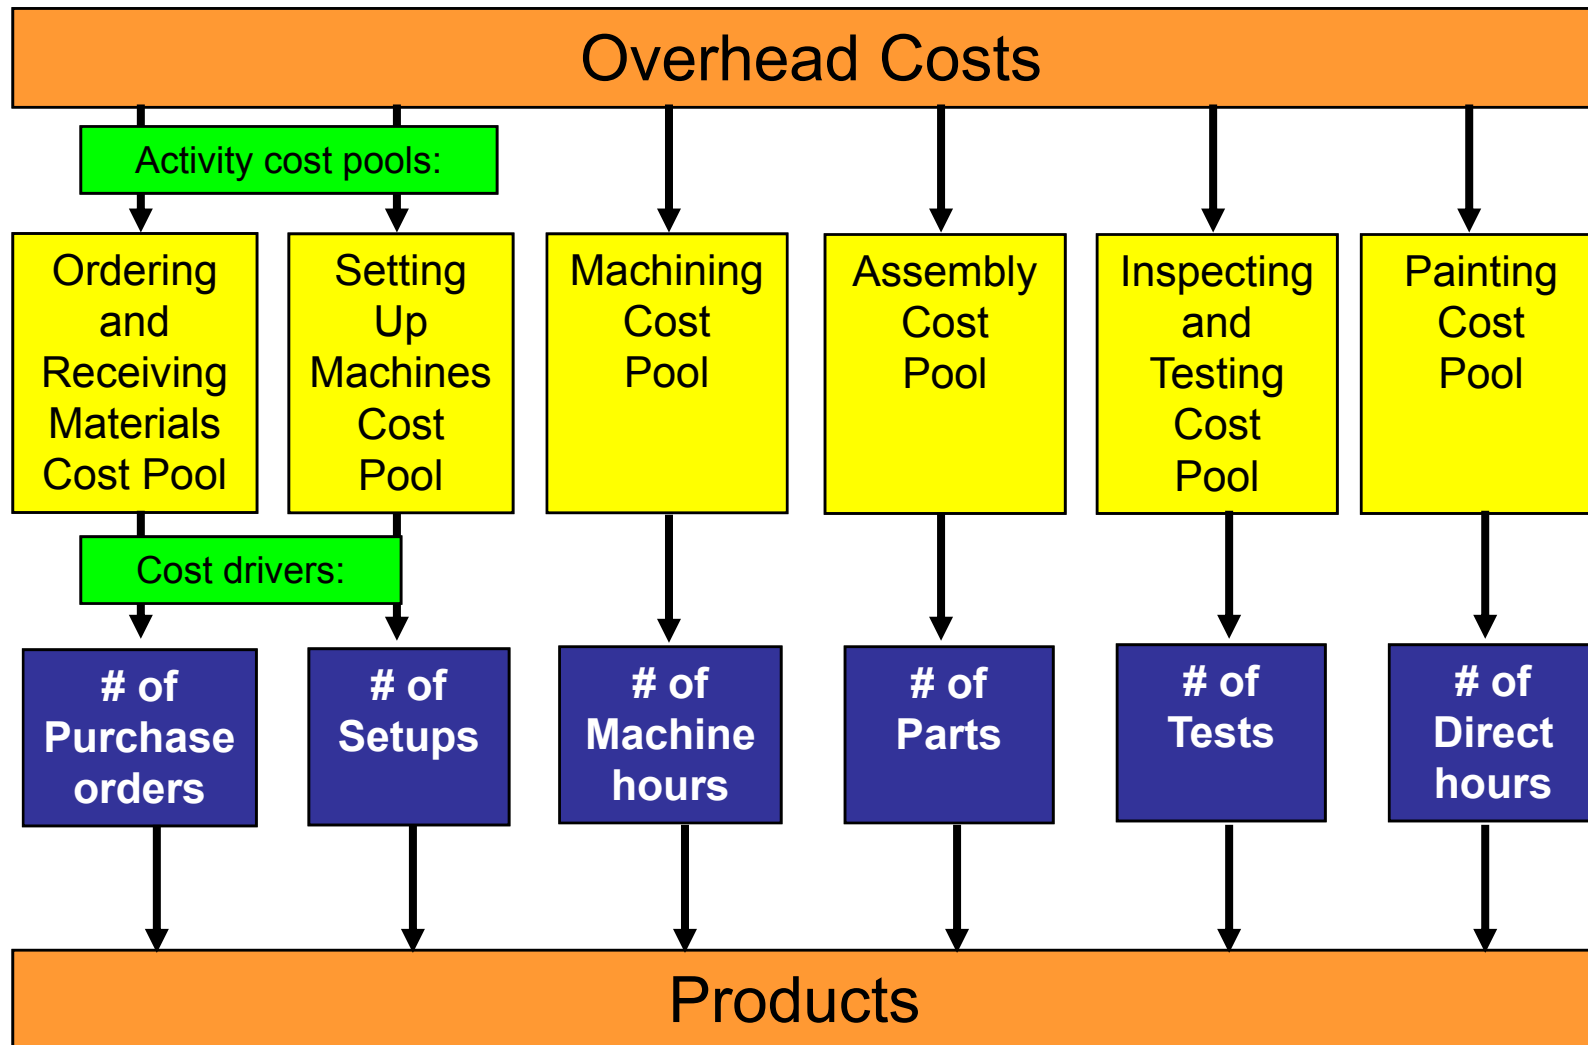 Overhead Costs
Activity cost pools:
Ordering
and
Receiving
Materials
Cost Pool
Setting
Up
Machines
Cost
Pool
Machining
Cost
Pool
Assembly
Cost
Pool
Inspecting
and
Testing
Cost
Pool
Painting
Cost
Pool
Cost drivers:
# of
Purchase
orders
# of
Setups
# of
Machine
hours
# of
Parts
# of
Tests
# of
Direct
hours
Products